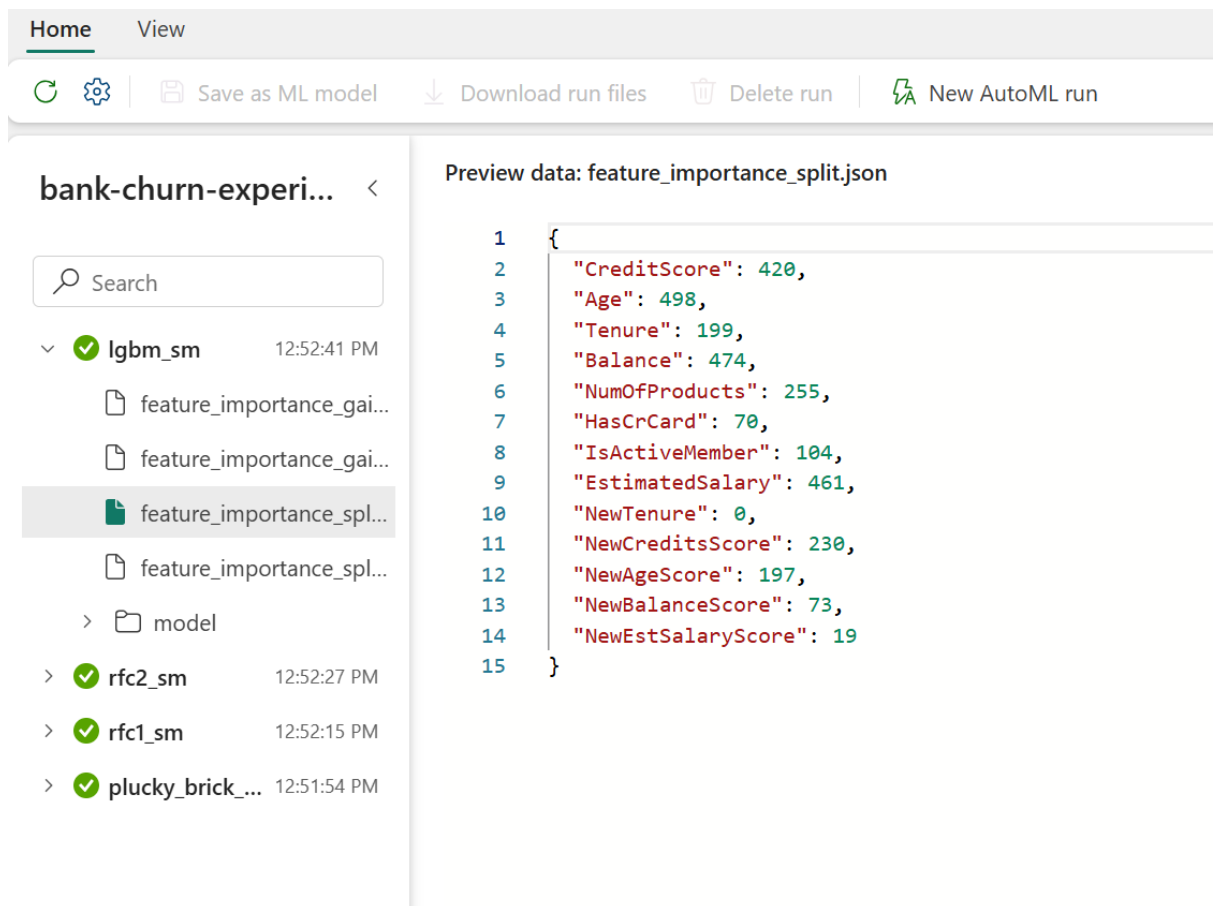 Home View
Save as ML model Download run files Delete run New AutoML run
bank-churn-experi...
Search
lgbm_sm 12:52:41 PM
feature_importance_gai...
feature_importance_gai...
feature_importance_spl...
feature_importance_spl...
model
rfc2_sm 12:52:27 PM
rfc1_sm 12:52:15 PM
plucky_brick_... 12:51:54 PM
Preview data: feature_importance_split.json
1 {
2 "CreditScore": 420,
3 "Age": 498,
4 "Tenure": 199,
5 "Balance": 474,
6 "NumOfProducts": 255,
7 "HasCrCard": 70,
8 "IsActiveMember": 104,
9 "EstimatedSalary": 461,
10 "NewTenure": 0,
11 "NewCreditsScore": 230,
12 "NewAgeScore": 197,
13 "NewBalanceScore": 73,
14 "NewEstSalaryScore": 19
15 }